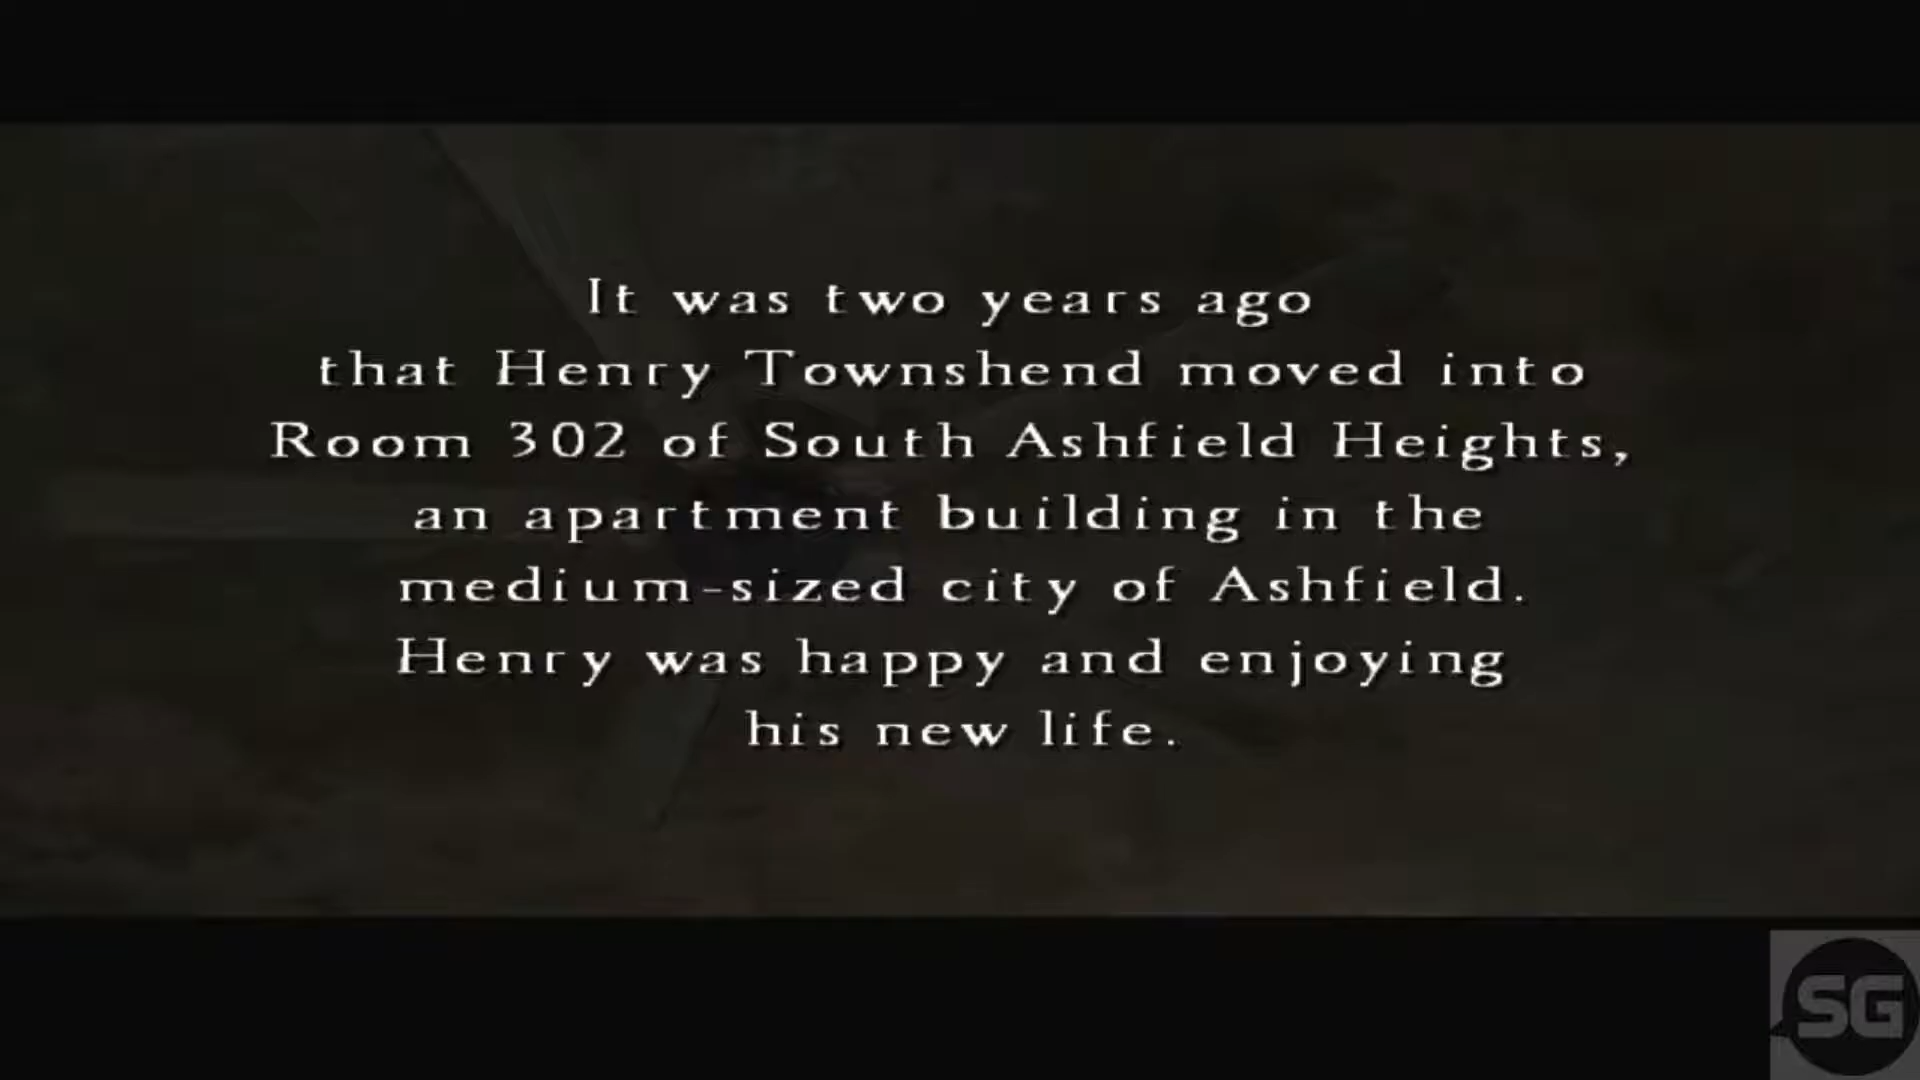 It was two years ago
that Henry Townshend moved into
Room 302 of South Ashfield Heights,
an apartment building in the
medium-sized city of Ashfield.
Henry was happy and enjoying
his new life.
SG